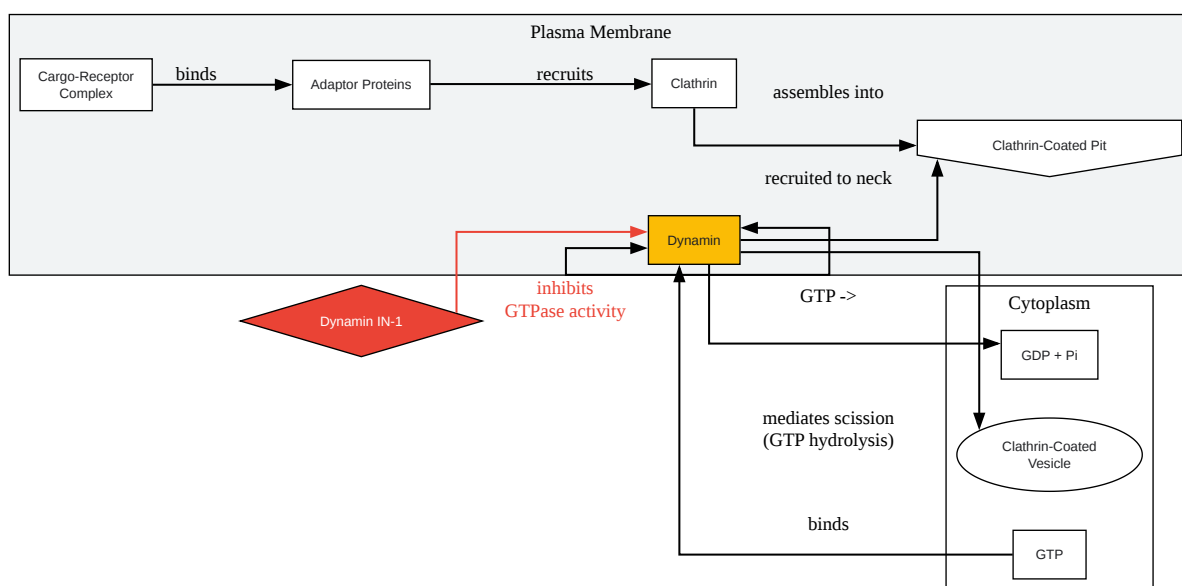 Plasma Membrane
Cargo-Receptor
Complex
binds
Adaptor Proteins
recruits
Clathrin
assembles into
Clathrin-Coated Pit
recruited to neck
Dynamin
inhibits
GTPase activity
Dynamin IN-1
GTP ->
Cytoplasm
GDP + Pi
mediates scission
(GTP hydrolysis)
Clathrin-Coated
Vesicle
binds
GTP